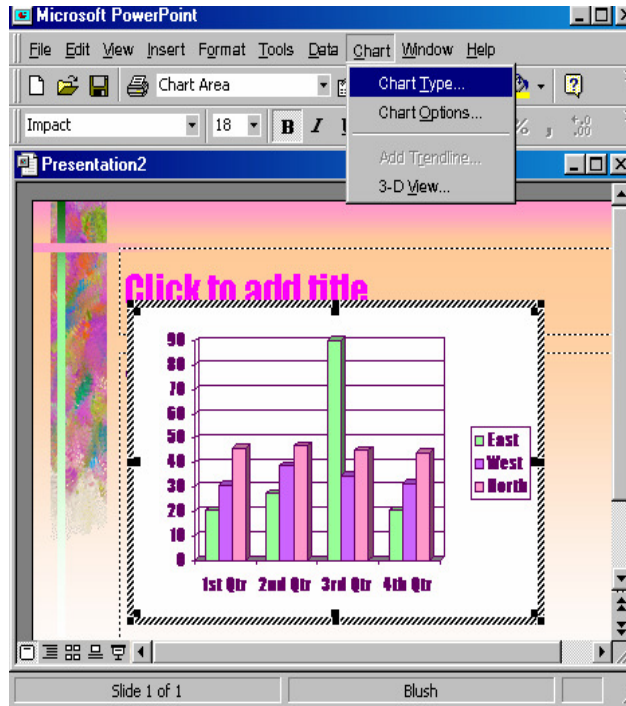 Microsoft PowerPoint
File Edit View Insert Format Tools Data Chart Window Help
Chart Area
Chart Type...
Chart Options...
Add Trendline...
3-D View...
Impact 18 B I % , .00
Presentation2
Click to add title
90
80
70
60
50
40
30
20
10
0
1st Qtr 2nd Qtr 3rd Qtr 4th Qtr
East
West
North
Slide 1 of 1 Blush